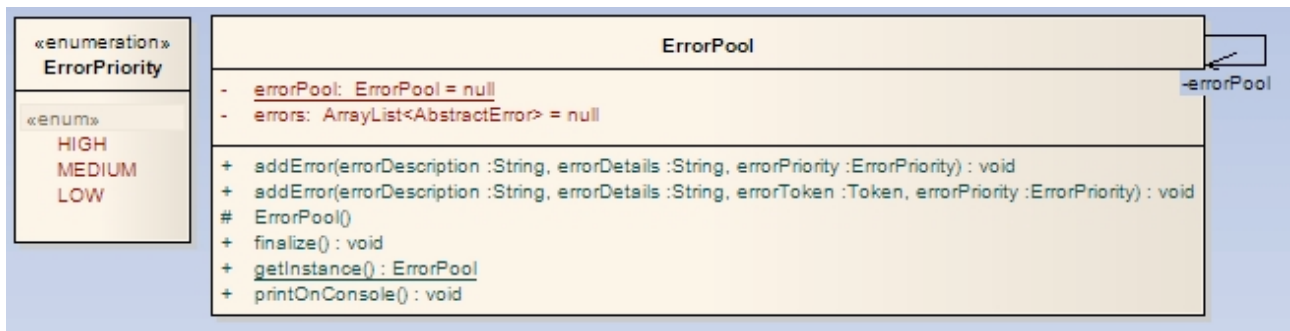 «enumeration»
ErrorPriority
«enum»
HIGH
MEDIUM
LOW
ErrorPool
- errorPool: ErrorPool = null
- errors: ArrayList<AbstractError> = null
+ addError(errorDescription :String, errorDetails :String, errorPriority :ErrorPriority) : void
+ addError(errorDescription :String, errorDetails :String, errorToken :Token, errorPriority :ErrorPriority) : void
# ErrorPool()
+ finalize() : void
+ getInstance() : ErrorPool
+ printOnConsole() : void
-errorPool